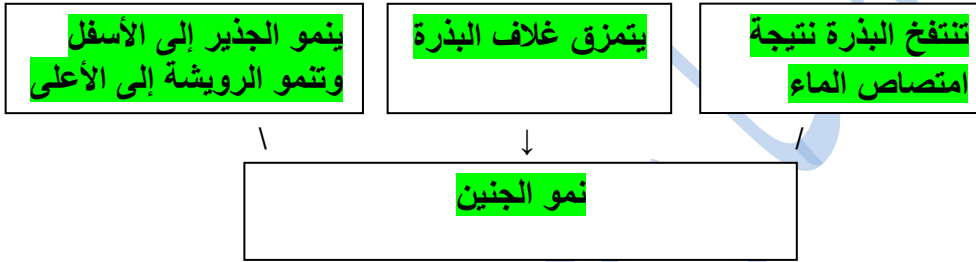 تنتفخ البذرة نتيجة
امتصاص الماء
يتمزق غلاف البذرة
ينمو الجذير إلى الأسفل
وتنمو الرويشة إلى الأعلى
\ ↓ /
نمو الجنين